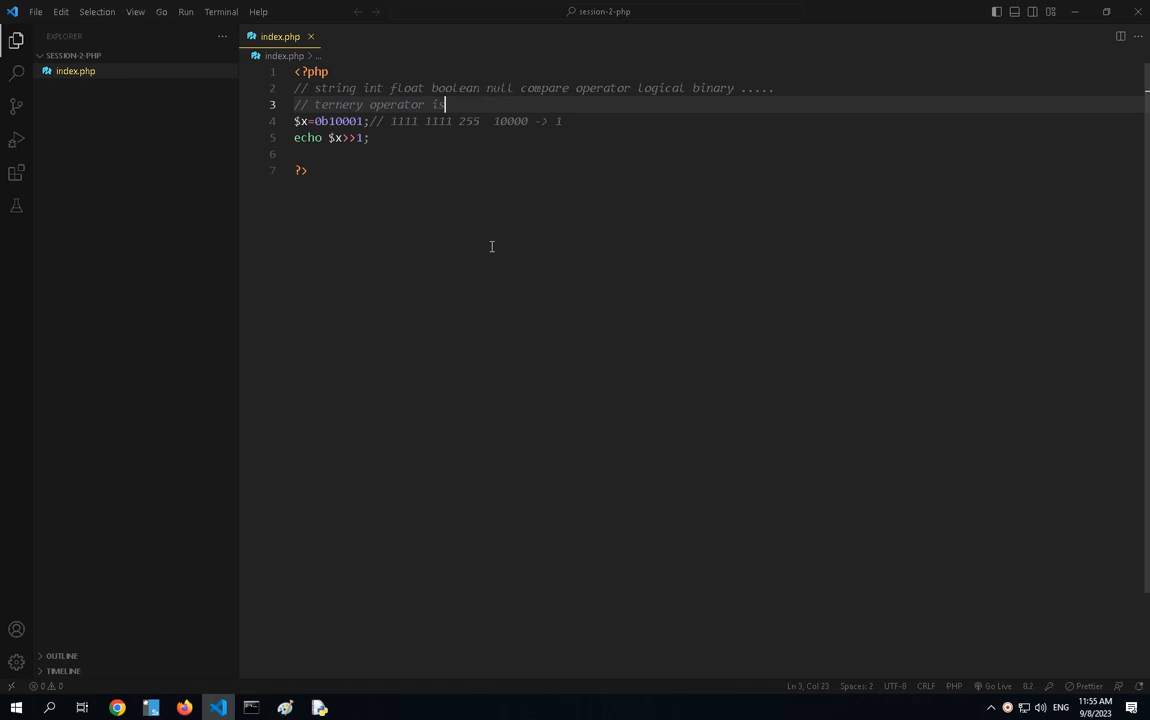 File Edit Selection View Go Run Terminal Help
session-2-php
EXPLORER
SESSION-2-PHP
index.php
OUTLINE
TIMELINE
index.php
index.php > ...
1 <?php
2 // string int float boolean null compare operator logical binary .....
3 // ternery operator is
4 $x=0b10001;// 1111 1111 255  10000 -> 1
5 echo $x>>1;
6
7 ?>
0 0
Ln 3, Col 23 Spaces: 2 UTF-8 CRLF PHP Go Live 8.2 Prettier
ENG
11:55 AM
9/8/2023